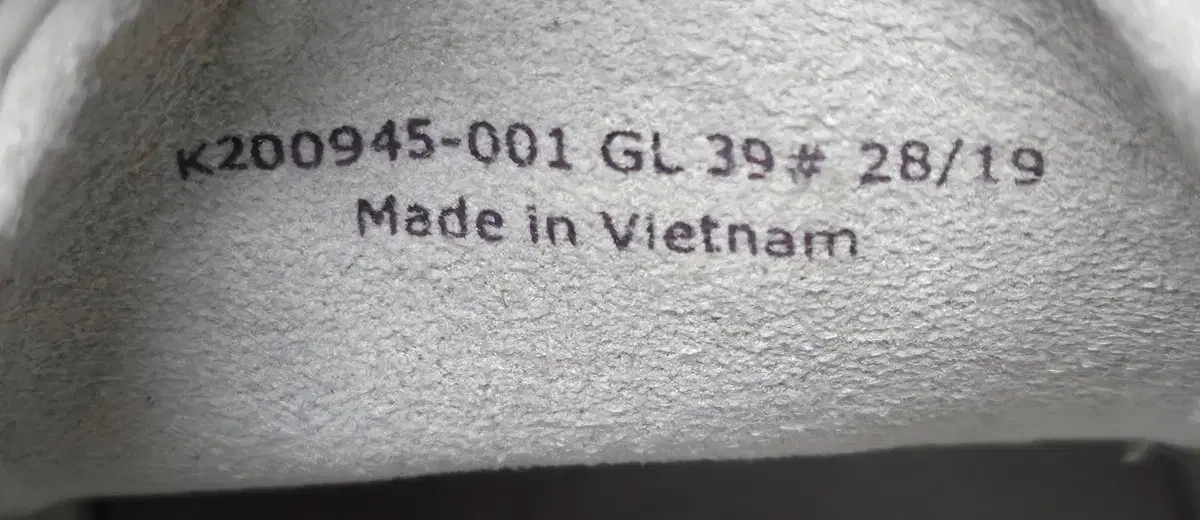 K200945-001 GL 39# 28/19
Made in Vietnam